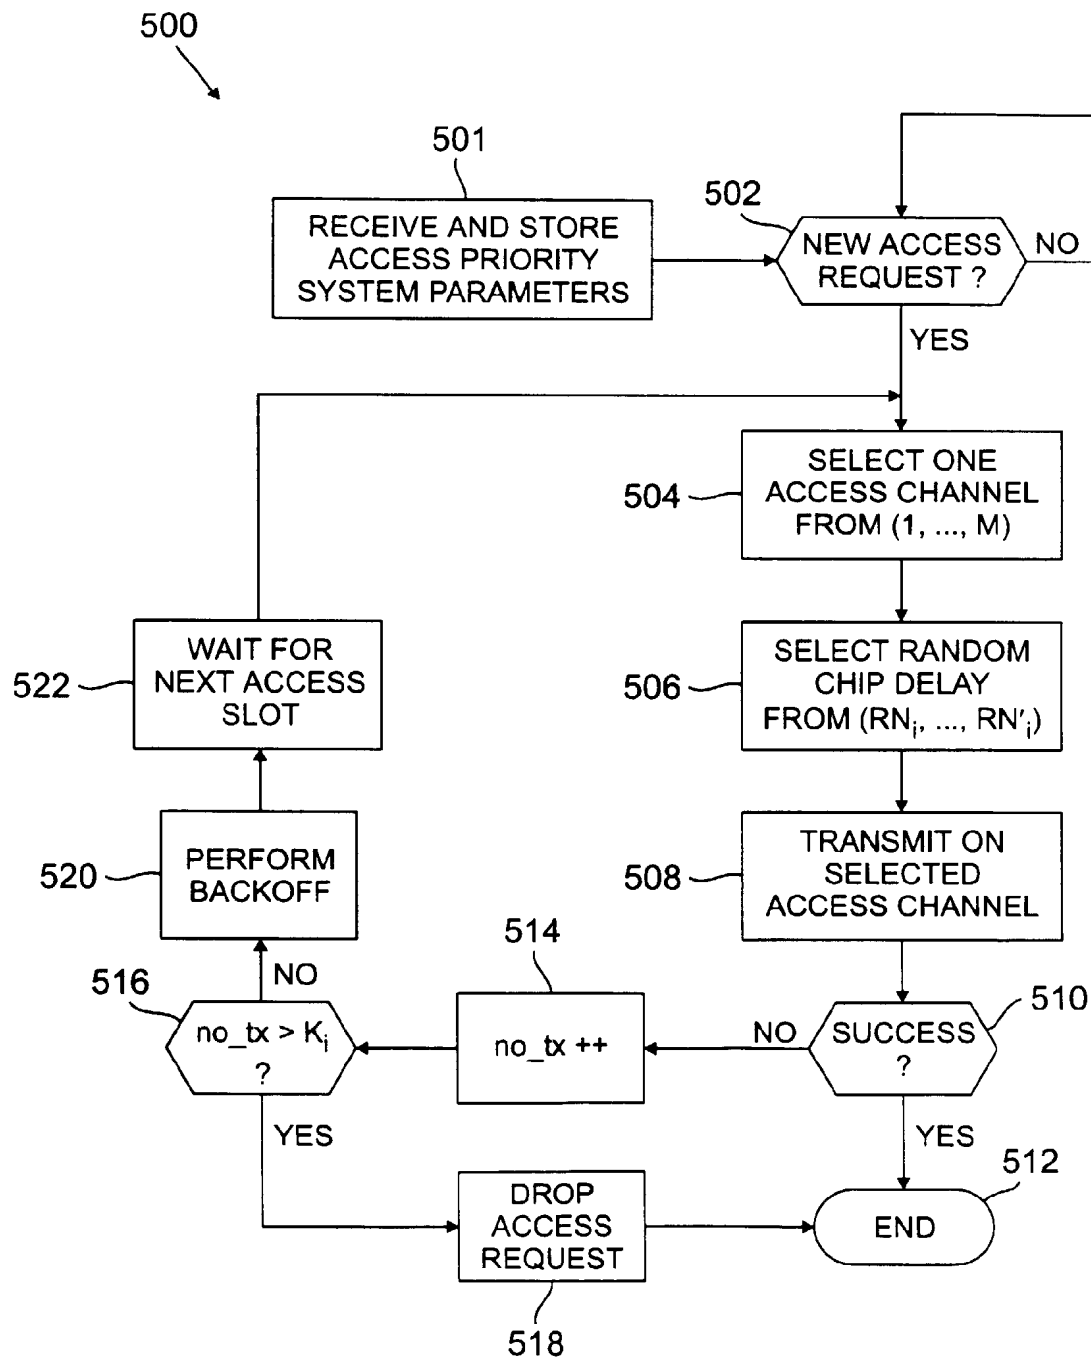 500
501
RECEIVE AND STORE
ACCESS PRIORITY
SYSTEM PARAMETERS
502
NEW ACCESS
REQUEST ?
NO
YES
504
SELECT ONE
ACCESS CHANNEL
FROM (1, ..., M)
506
SELECT RANDOM
CHIP DELAY
FROM (RNi, ..., RN'i)
508
TRANSMIT ON
SELECTED
ACCESS CHANNEL
510
SUCCESS
?
NO
YES
512
END
514
no_tx ++
516
no_tx > Ki
?
NO
YES
518
DROP
ACCESS
REQUEST
520
PERFORM
BACKOFF
522
WAIT FOR
NEXT ACCESS
SLOT